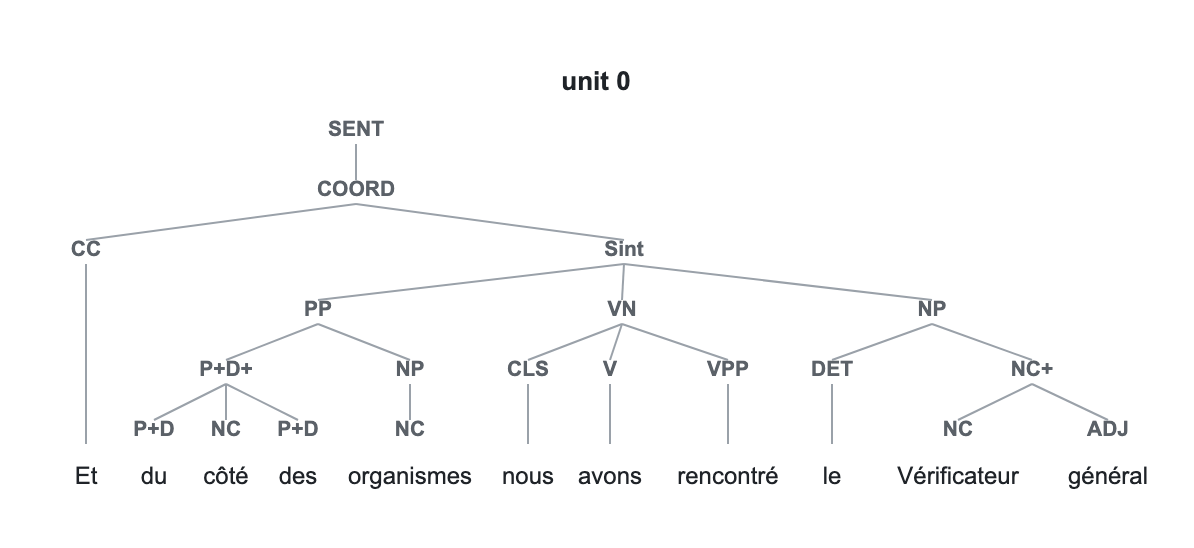 unit 0
SENT
COORD
CC Sint
PP VN NP
P+D+ NP CLS V VPP DET NC+
P+D NC P+D NC NC ADJ
Et du côté des organismes nous avons rencontré le Vérificateur général